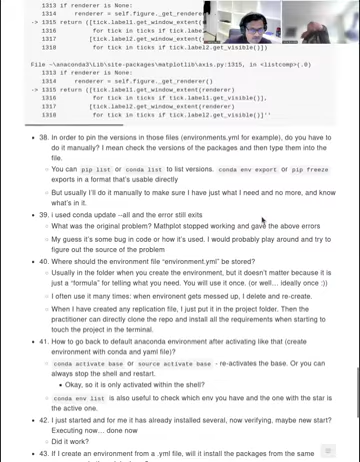 1313 if renderer is None:
1314 renderer = self.figure._get_rendere
-> 1315 return ([tick.label1.get_window_extent(
1316 for tick in ticks if tick.labe
1317 [tick.label2.get_window_extent(
1318 for tick in ticks if tick.label2.get_visible()])
File ~\anaconda3\Lib\site-packages\matplotlib\axis.py:1315, in <listcomp>(.0)
1313 if renderer is None:
1314 renderer = self.figure._get_renderer()
-> 1315 return ([tick.label1.get_window_extent(renderer)
1316 for tick in ticks if tick.label1.get_visible()],
1317 [tick.label2.get_window_extent(renderer)
1318 for tick in ticks if tick.label2.get_visible()])```
38. In order to pin the versions in those files (environments.yml for example), do you have to
do it manually? I mean check the versions of the packages and then type them into the
file.
You can pip list or conda list to list versions. conda env export or pip freeze
exports in a format that's usable directly
But usually I'll do it manually to make sure I have just what I need and no more, and know
what's in it.
39. i used conda update --all and the error still exits
What was the original problem? Mathplot stopped working and gave the above errors
My guess it's some bug in code or how it's used. I would probably play around and try to
figure out the source of the problem
40. Where should the environment file "environment.yml" be stored?
Usually in the folder when you create the environment, but it doesn't matter because it is
just a "formula" for telling what you need. You will use it once. (or well... ideally once :))
I often use it many times: when environent gets messed up, I delete and re-create.
When I created any replication file, I just put it in the project folder. Then the
practitioner can directly clone the repo and install all the requirements when starting to
touch the project in the terminal.
41. How to go back to default anaconda environment after activating like that (create
environment with conda and yaml file)?
conda activate base or source activate base - re-activates the base. Or you can
always stop the shell and restart.
Okay, so it is only activated within the shell?
conda env list is also useful to check which env you have and the one with the star is
the active one.
42. I just started and for me it has already installed several, now verifying, maybe new start?
Executing now... done now
Did it work?
43. If I create an environment from a .yml file, will it install the packages from the same